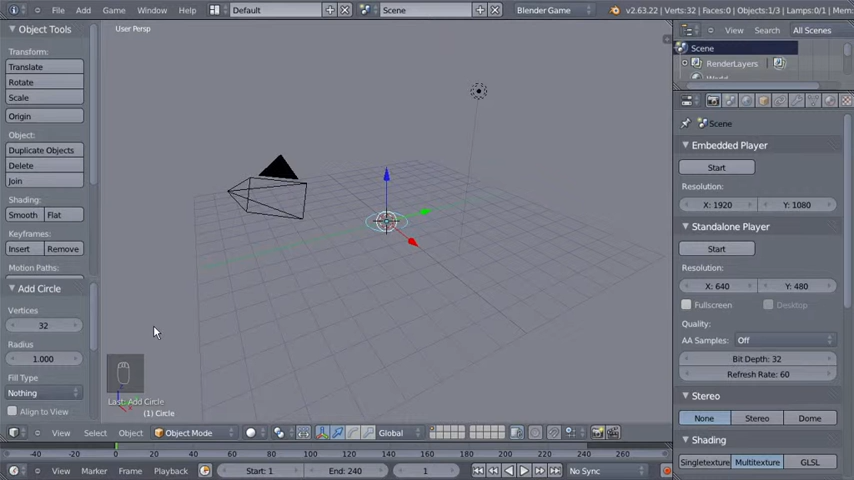 File Add Game Window Help Default Scene Blender Game v2.63.22 Verts:32 Faces:0 Objects:1/3 Lamps:0/1 Mem:
Object Tools
Transform:
Translate
Rotate
Scale
Origin
Object:
Duplicate Objects
Delete
Join
Shading:
Smooth Flat
Keyframes:
Insert Remove
Motion Paths:
Add Circle
Vertices
32
Radius
1.000
Fill Type
Nothing
Align to View
User Persp
Last: Add Circle
(1) Circle
View Select Object Object Mode Global
-40 -20 0 20 40 60 80 100 120 140 160 180 200 220 240 260
View Marker Frame Playback Start: 1 End: 240 1 No Sync
View Search All Scenes
Scene
RenderLayers
World
Scene
Embedded Player
Start
Resolution:
X: 1920 Y: 1080
Standalone Player
Start
Resolution:
X: 640 Y: 480
Fullscreen Desktop
Quality:
AA Samples: Off
Bit Depth: 32
Refresh Rate: 60
Stereo
None Stereo Dome
Shading
Singletexture Multitexture GLSL